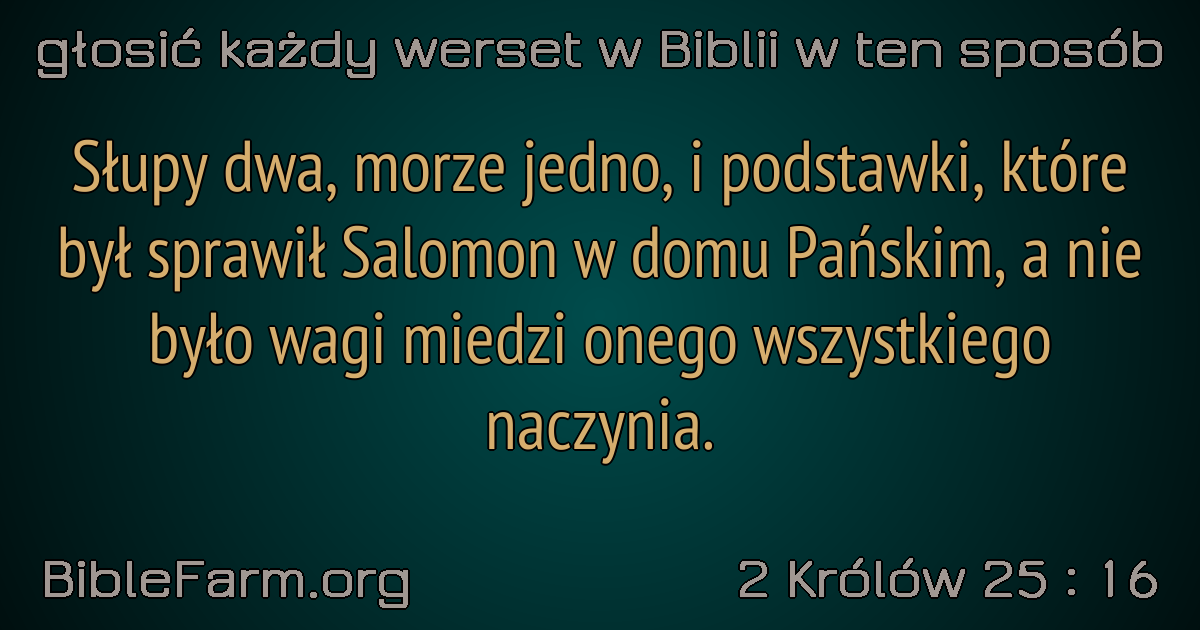 głosić każdy werset w Biblii w ten sposób
Słupy dwa, morze jedno, i podstawki, które
był sprawił Salomon w domu Pańskim, a nie
było wagi miedzi onego wszystkiego
naczynia.
BibleFarm.org
2 Królów 25 : 16